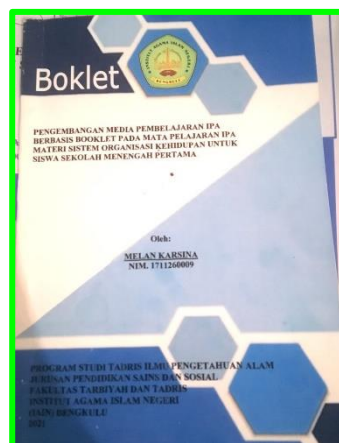 Boklet
PENGEMBANGAN MEDIA PEMBELAJARAN IPA
BERBASIS BOOKLET PADA MATA PELAJARAN IPA
MATERI SISTEM ORGANISASI KEHIDUPAN UNTUK
SISWA SEKOLAH MENENGAH PERTAMA
Oleh:
MELAN KARSINA
NIM. 1711260009
PROGRAM STUDI TADRIS ILMU PENGETAHUAN ALAM
JURUSAN PENDIDIKAN SAINS DAN SOSIAL
FAKULTAS TARBIYAH DAN TADRIS
INSTITUT AGAMA ISLAM NEGERI
(IAIN) BENGKULU
2021